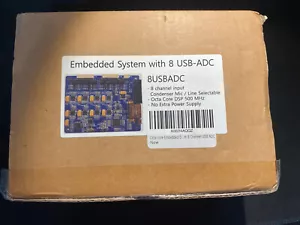 Embedded System with 8 USB-ADC
8USBADC
- 8 channel input
Condenser Mic / Line Selectable
- Octa Core DSP 500 MHz
- No Extra Power Supply